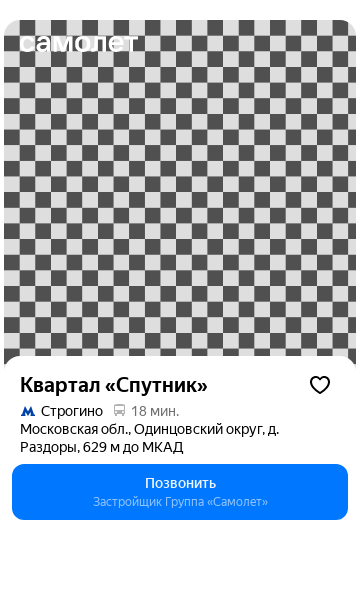 самолет
Квартал «Спутник»
Строгино 18 мин.
Московская обл., Одинцовский округ, д.
Раздоры, 629 м до МКАД
Позвонить
Застройщик Группа «Самолет»